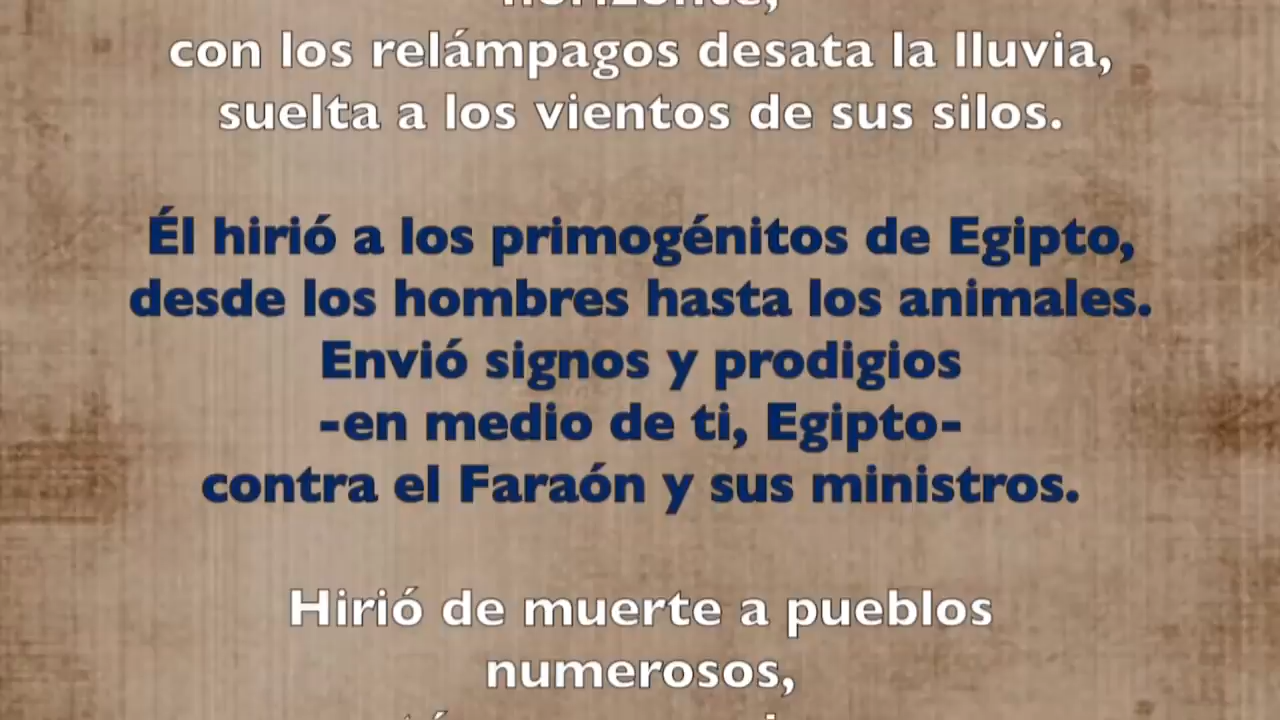 con los relámpagos desata la lluvia,
suelta a los vientos de sus silos.
Él hirió a los primogénitos de Egipto,
desde los hombres hasta los animales.
Envió signos y prodigios
-en medio de ti, Egipto-
contra el Faraón y sus ministros.
Hirió de muerte a pueblos
numerosos,